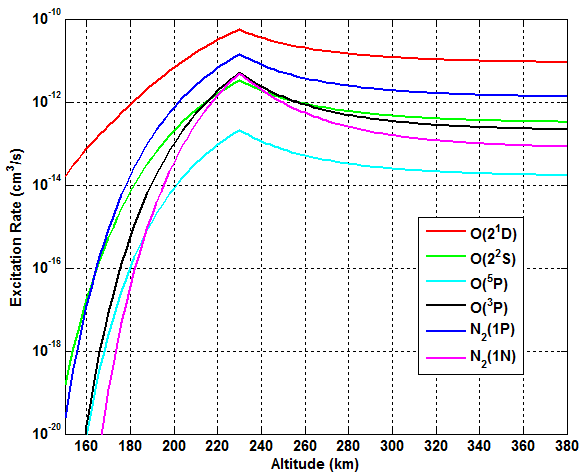 10^-10
10^-12
10^-14
10^-16
10^-18
10^-20
Excitation Rate (cm^3/s)
160 180 200 220 240 260 280 300 320 340 360 380
Altitude (km)
O(2^1D)
O(2^2S)
O(^5P)
O(^3P)
N_2(1P)
N_2(1N)